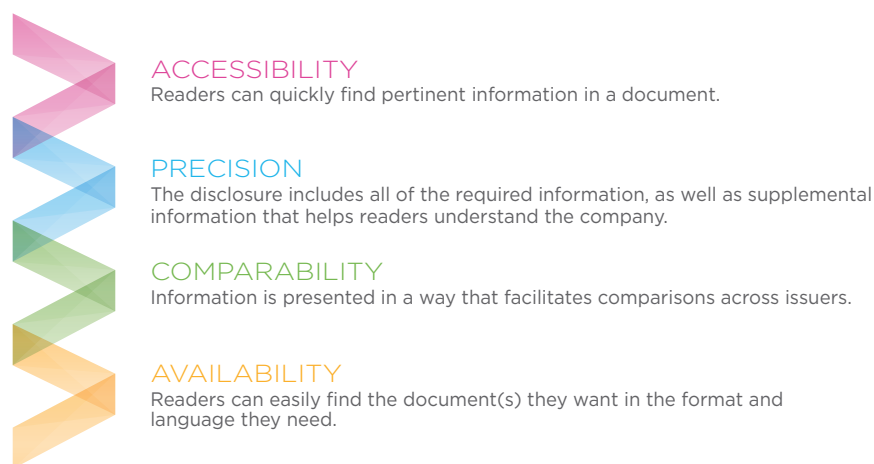 ACCESSIBILITY
Readers can quickly find pertinent information in a document.
PRECISION
The disclosure includes all of the required information, as well as supplemental
information that helps readers understand the company.
COMPARABILITY
Information is presented in a way that facilitates comparisons across issuers.
AVAILABILITY
Readers can easily find the document(s) they want in the format and
language they need.